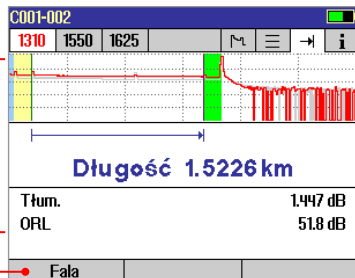 C001-002
1310 1550 1625 i
Długość 1.5226 km
Tłum. 1.447 dB
ORL 51.8 dB
Fala